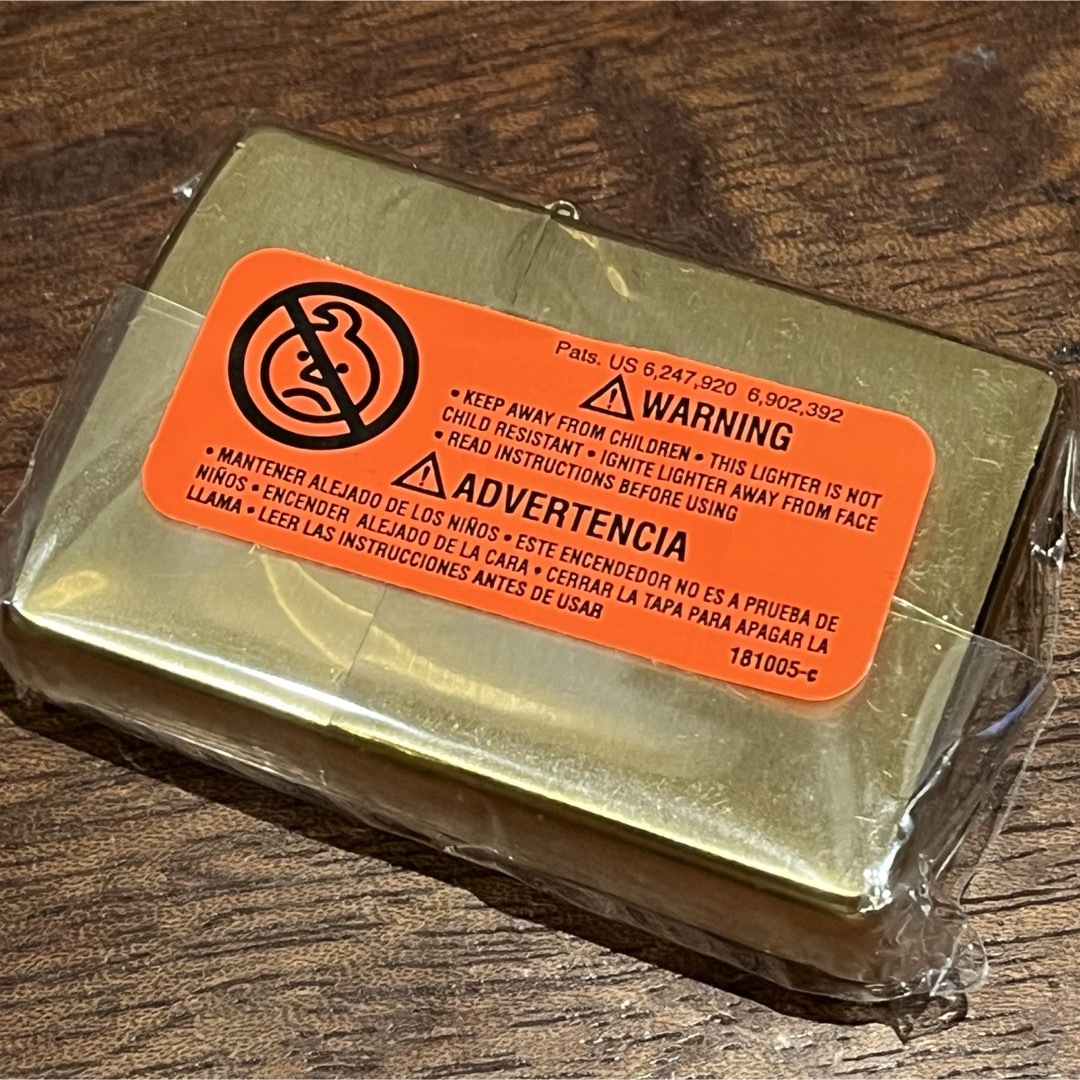 Pats. US 6,247,920 6,902,392
⚠ WARNING
• KEEP AWAY FROM CHILDREN • THIS LIGHTER IS NOT
CHILD RESISTANT • IGNITE LIGHTER AWAY FROM FACE
• READ INSTRUCTIONS BEFORE USING
⚠ ADVERTENCIA
• MANTENER ALEJADO DE LOS NIÑOS • ESTE ENCENDEDOR NO ES A PRUEBA DE
NIÑOS • ENCENDER ALEJADO DE LA CARA • CERRAR LA TAPA PARA APAGAR LA
LLAMA • LEER LAS INSTRUCCIONES ANTES DE USAR
181005-c